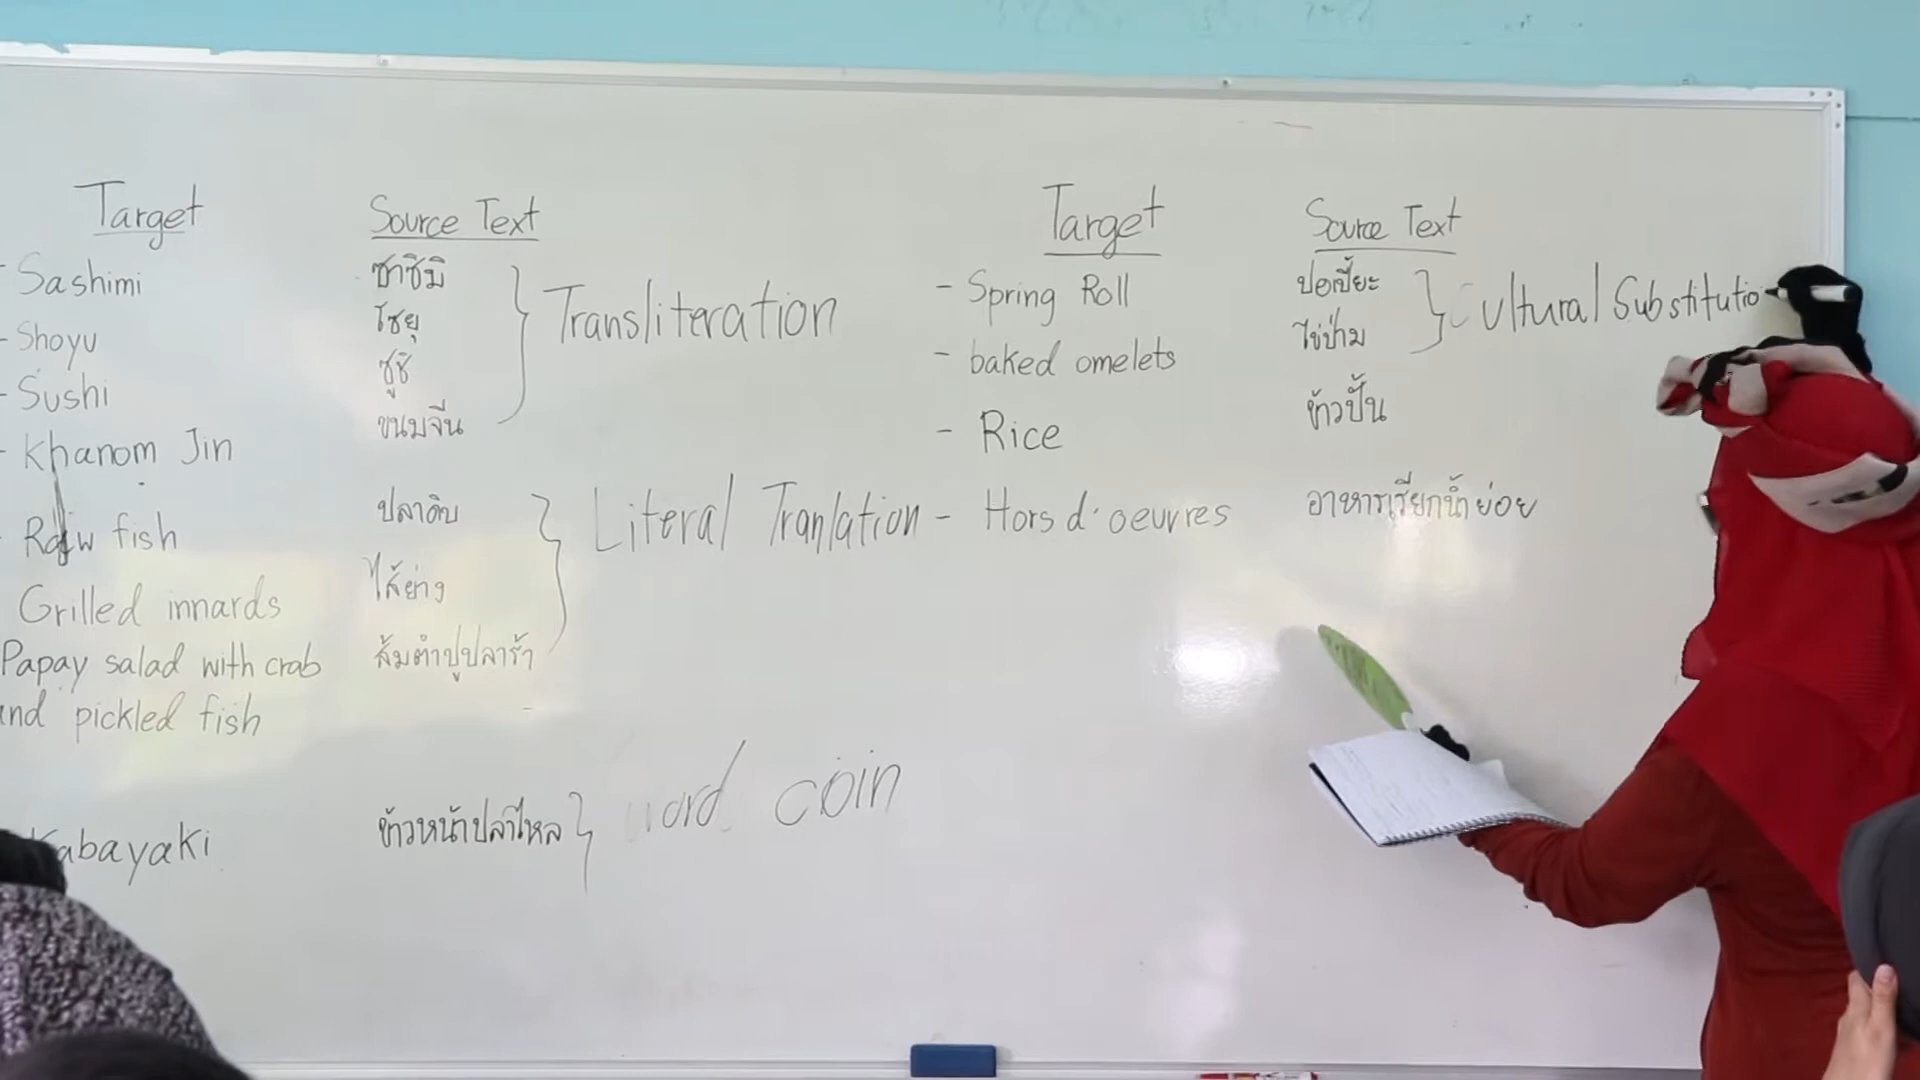 Target Source Text
- Sashimi ซาซิมิ
- Shoyu โชยุ
- Sushi ซูชิ
- Khanom Jin ขนมจีน
Transliteration
Raw fish ปลาดิบ
Grilled innards ไส้ย่าง
Papay salad with crab ส้มตำปูปลาร้า
and pickled fish
Literal Tranlation
Kabayaki ข้าวหน้าปลาไหล
word coin
Target Source Text
- Spring Roll ปอเปี๊ยะ
- baked omelets ไข่ป่าม
Cultural Substitutio
- Rice ข้าวปั้น
- Hors d'oeuvres อาหารเรียกน้ำย่อย